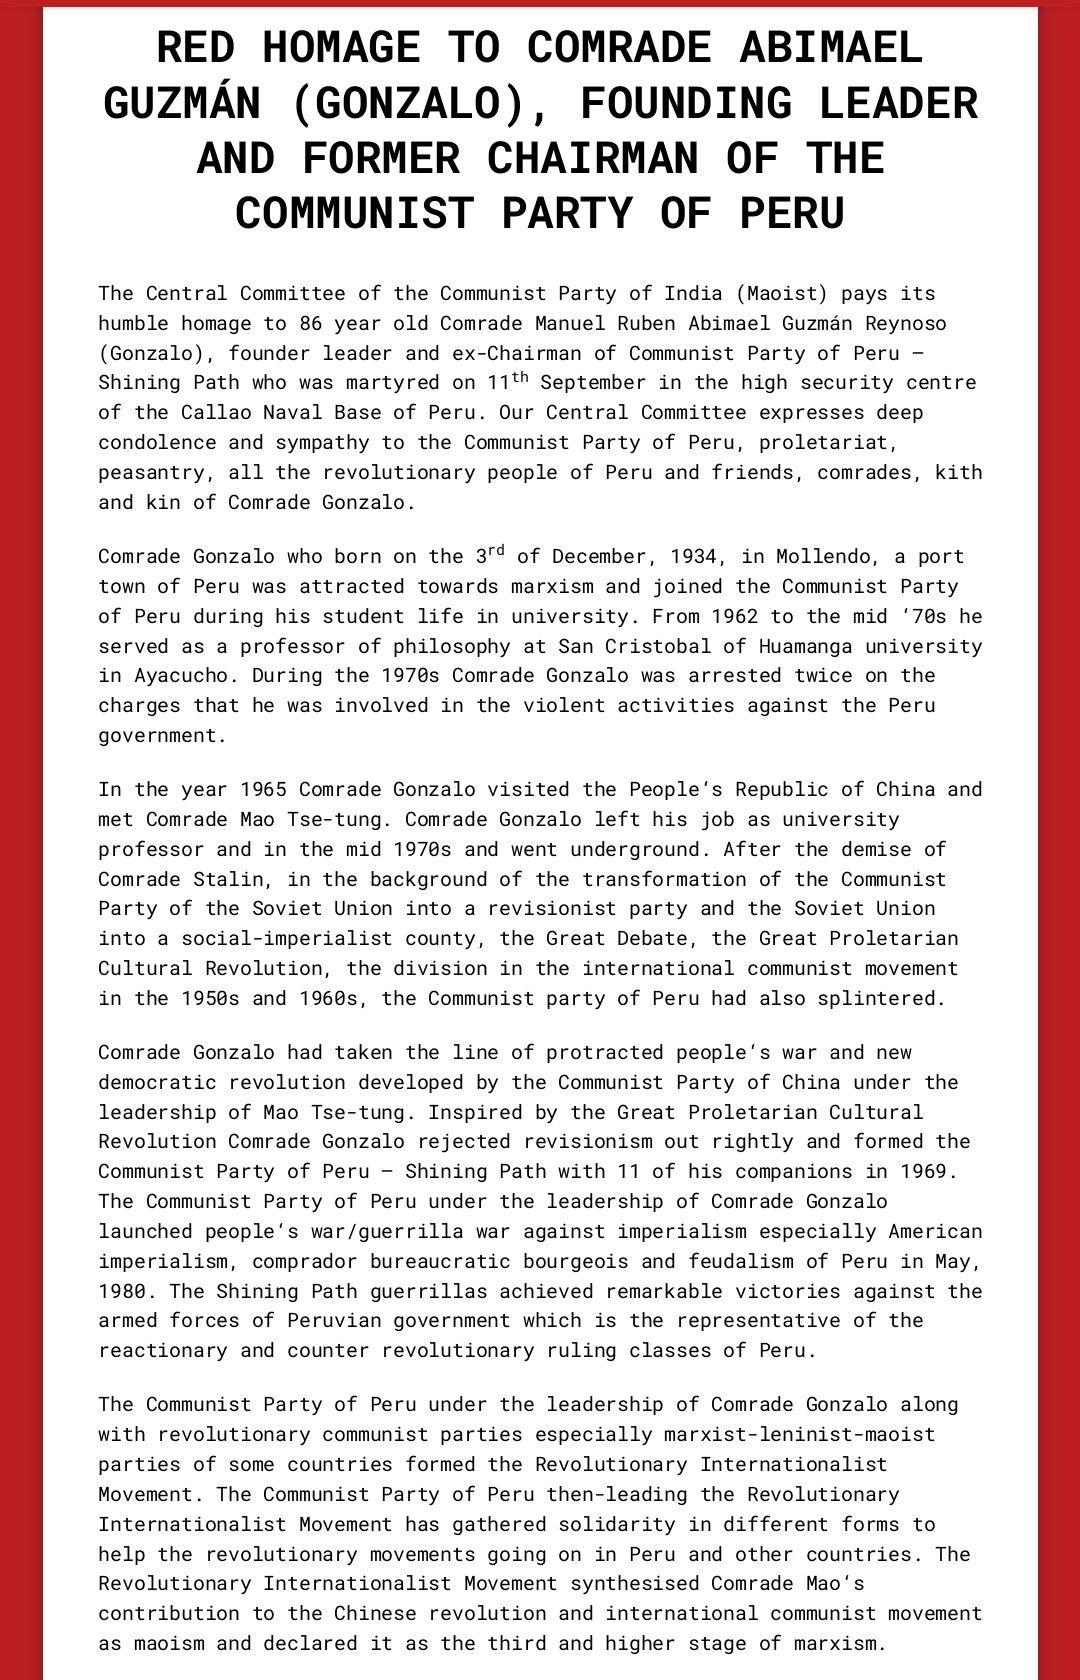 RED HOMAGE TO COMRADE ABIMAEL
GUZMÁN (GONZALO), FOUNDING LEADER
AND FORMER CHAIRMAN OF THE
COMMUNIST PARTY OF PERU
The Central Committee of the Communist Party of India (Maoist) pays its
humble homage to 86 year old Comrade Manuel Ruben Abimael Guzmán Reynoso
(Gonzalo), founder leader and ex-Chairman of Communist Party of Peru –
Shining Path who was martyred on 11th September in the high security centre
of the Callao Naval Base of Peru. Our Central Committee expresses deep
condolence and sympathy to the Communist Party of Peru, proletariat,
peasantry, all the revolutionary people of Peru and friends, comrades, kith
and kin of Comrade Gonzalo.
Comrade Gonzalo who born on the 3rd of December, 1934, in Mollendo, a port
town of Peru was attracted towards marxism and joined the Communist Party
of Peru during his student life in university. From 1962 to the mid ‘70s he
served as a professor of philosophy at San Cristobal of Huamanga university
in Ayacucho. During the 1970s Comrade Gonzalo was arrested twice on the
charges that he was involved in the violent activities against the Peru
government.
In the year 1965 Comrade Gonzalo visited the People‘s Republic of China and
met Comrade Mao Tse-tung. Comrade Gonzalo left his job as university
professor and in the mid 1970s and went underground. After the demise of
Comrade Stalin, in the background of the transformation of the Communist
Party of the Soviet Union into a revisionist party and the Soviet Union
into a social-imperialist county, the Great Debate, the Great Proletarian
Cultural Revolution, the division in the international communist movement
in the 1950s and 1960s, the Communist party of Peru had also splintered.
Comrade Gonzalo had taken the line of protracted people‘s war and new
democratic revolution developed by the Communist Party of China under the
leadership of Mao Tse-tung. Inspired by the Great Proletarian Cultural
Revolution Comrade Gonzalo rejected revisionism out rightly and formed the
Communist Party of Peru – Shining Path with 11 of his companions in 1969.
The Communist Party of Peru under the leadership of Comrade Gonzalo
launched people‘s war/guerrilla war against imperialism especially American
imperialism, comprador bureaucratic bourgeois and feudalism of Peru in May,
1980. The Shining Path guerrillas achieved remarkable victories against the
armed forces of Peruvian government which is the representative of the
reactionary and counter revolutionary ruling classes of Peru.
The Communist Party of Peru under the leadership of Comrade Gonzalo along
with revolutionary communist parties especially marxist-leninist-maoist
parties of some countries formed the Revolutionary Internationalist
Movement. The Communist Party of Peru then-leading the Revolutionary
Internationalist Movement has gathered solidarity in different forms to
help the revolutionary movements going on in Peru and other countries. The
Revolutionary Internationalist Movement synthesised Comrade Mao‘s
contribution to the Chinese revolution and international communist movement
as maoism and declared it as the third and higher stage of marxism.